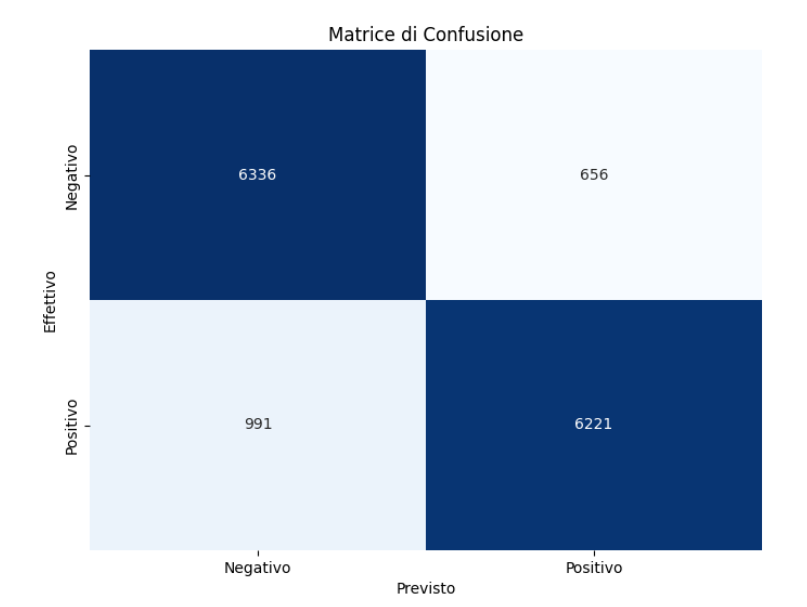 Matrice di Confusione
Negativo
6336
656
Effettivo
Positivo
991
6221
Negativo
Positivo
Previsto